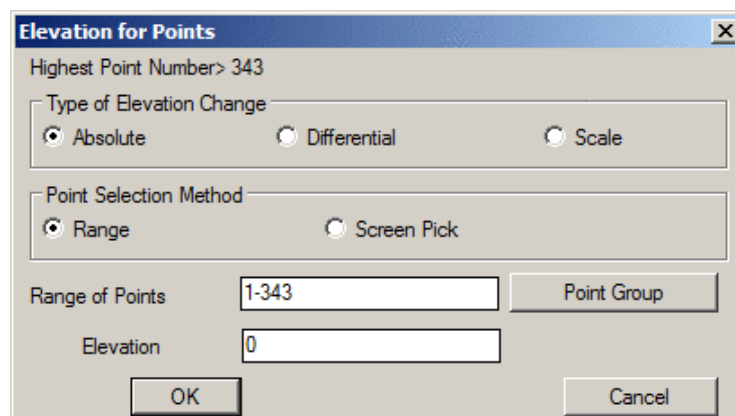 Elevation for Points
Highest Point Number> 343
Type of Elevation Change
Absolute Differential Scale
Point Selection Method
Range Screen Pick
Range of Points 1-343 Point Group
Elevation 0
OK Cancel